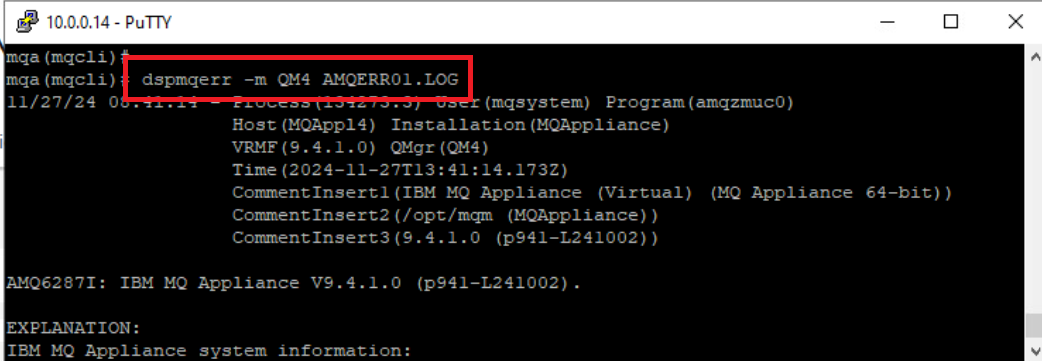 10.0.0.14 - PuTTY
mqa(mqcli)#
mqa(mqcli)# dspmqerr -m QM4 AMQERR01.LOG
11/27/24 08:41:14 - Process(134273.3) User(mqsystem) Program(amqzmuc0)
Host(MQAppl4) Installation(MQAppliance)
VRMF(9.4.1.0) QMgr(QM4)
Time(2024-11-27T13:41:14.173Z)
CommentInsert1(IBM MQ Appliance (Virtual) (MQ Appliance 64-bit))
CommentInsert2(/opt/mqm (MQAppliance))
CommentInsert3(9.4.1.0 (p941-L241002))
AMQ6287I: IBM MQ Appliance V9.4.1.0 (p941-L241002).
EXPLANATION:
IBM MQ Appliance system information: